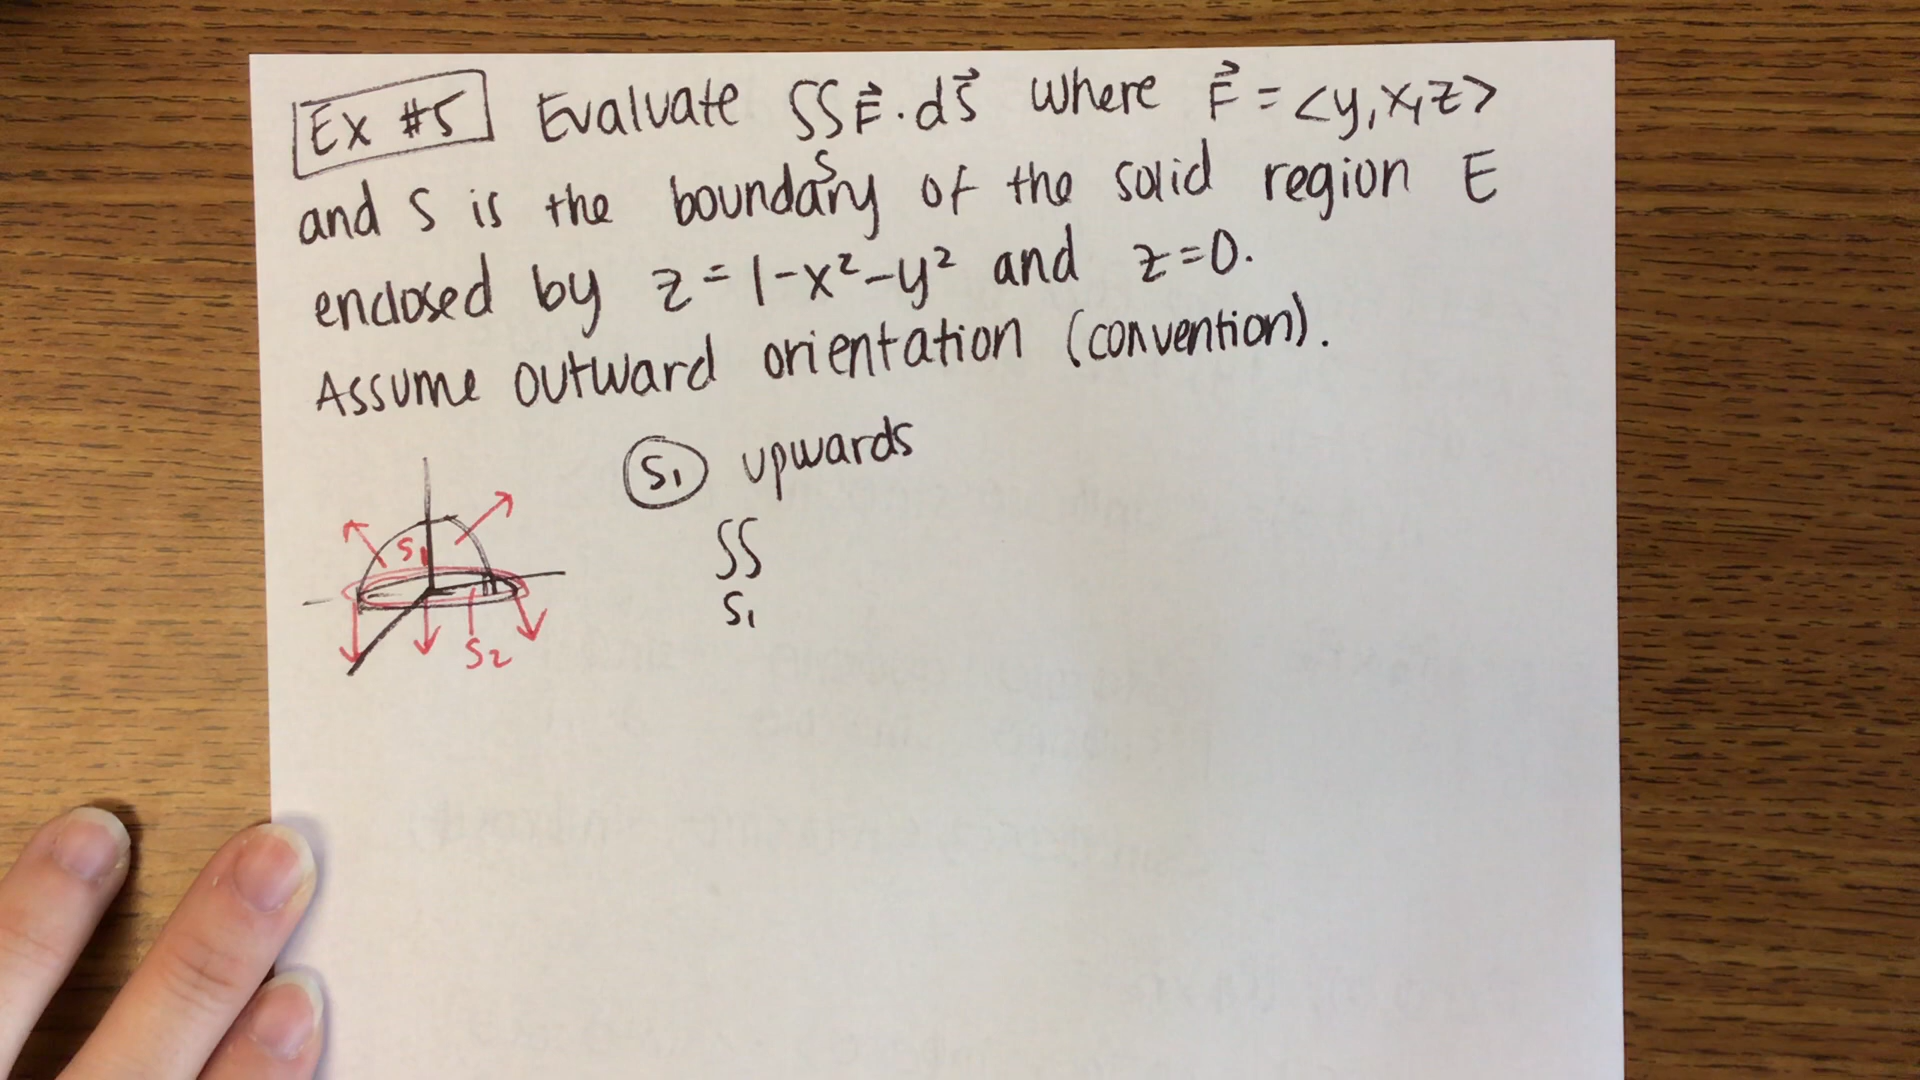 Ex #5 Evaluate ∫∫ F⃗ · dS⃗ where F⃗ = <y, x, z>
S
and S is the boundary of the solid region E
enclosed by z = 1-x²-y² and z=0.
Assume outward orientation (convention).
S₁ upwards
∫∫
S₁
S₁
S₂